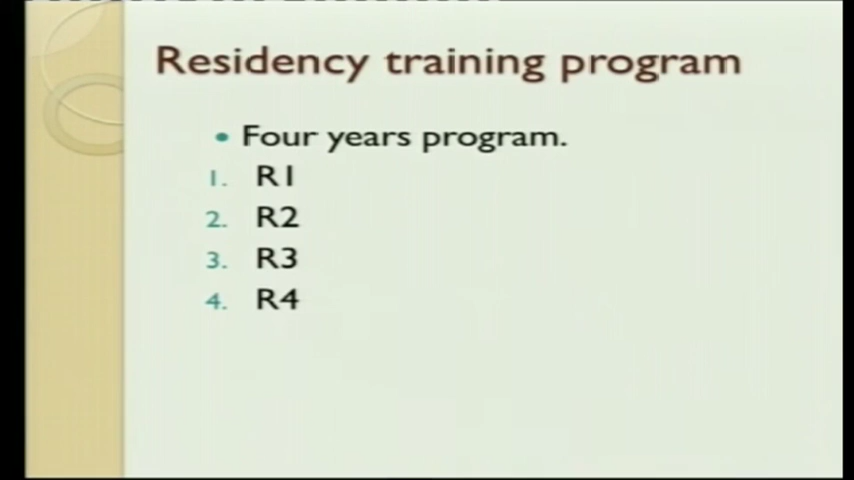 Residency training program
• Four years program.
1. R1
2. R2
3. R3
4. R4